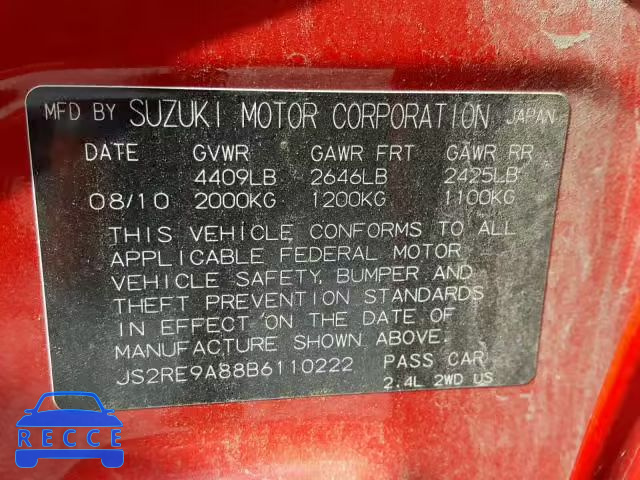 MFD BY SUZUKI MOTOR CORPORATION JAPAN
DATE GVWR GAWR FRT GAWR RR
4409LB 2646LB 2425LB
08/10 2000KG 1200KG 1100KG
THIS VEHICLE CONFORMS TO ALL
APPLICABLE FEDERAL MOTOR
VEHICLE SAFETY, BUMPER AND
THEFT PREVENTION STANDARDS
IN EFFECT ON THE DATE OF
MANUFACTURE SHOWN ABOVE.
JS2RE9A88B6110222 PASS CAR
2.4L 2WD US
RECCE